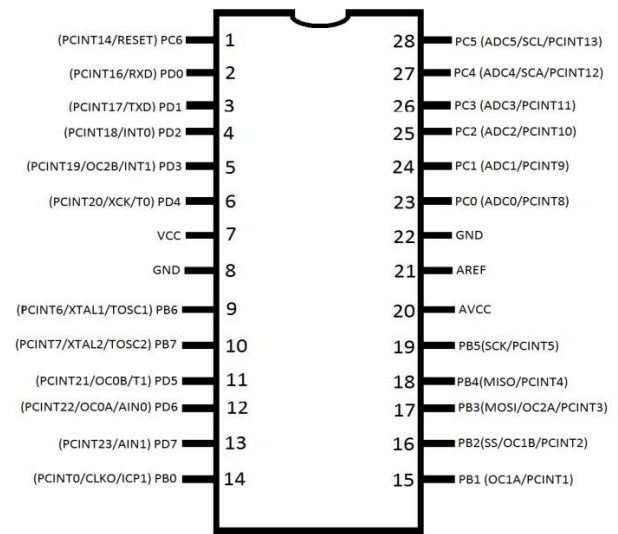 (PCINT14/RESET) PC6 1 28 PC5 (ADC5/SCL/PCINT13)
(PCINT16/RXD) PD0 2 27 PC4 (ADC4/SCA/PCINT12)
(PCINT17/TXD) PD1 3 26 PC3 (ADC3/PCINT11)
(PCINT18/INT0) PD2 4 25 PC2 (ADC2/PCINT10)
(PCINT19/OC2B/INT1) PD3 5 24 PC1 (ADC1/PCINT9)
(PCINT20/XCK/T0) PD4 6 23 PC0 (ADC0/PCINT8)
VCC 7 22 GND
GND 8 21 AREF
(PCINT6/XTAL1/TOSC1) PB6 9 20 AVCC
(PCINT7/XTAL2/TOSC2) PB7 10 19 PB5(SCK/PCINT5)
(PCINT21/OC0B/T1) PD5 11 18 PB4(MISO/PCINT4)
(PCINT22/OC0A/AIN0) PD6 12 17 PB3(MOSI/OC2A/PCINT3)
(PCINT23/AIN1) PD7 13 16 PB2(SS/OC1B/PCINT2)
(PCINT0/CLKO/ICP1) PB0 14 15 PB1 (OC1A/PCINT1)